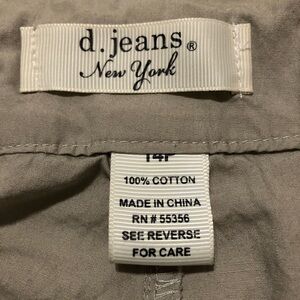 d.jeans®
New York
14P
100% COTTON
MADE IN CHINA
RN # 55356
SEE REVERSE
FOR CARE